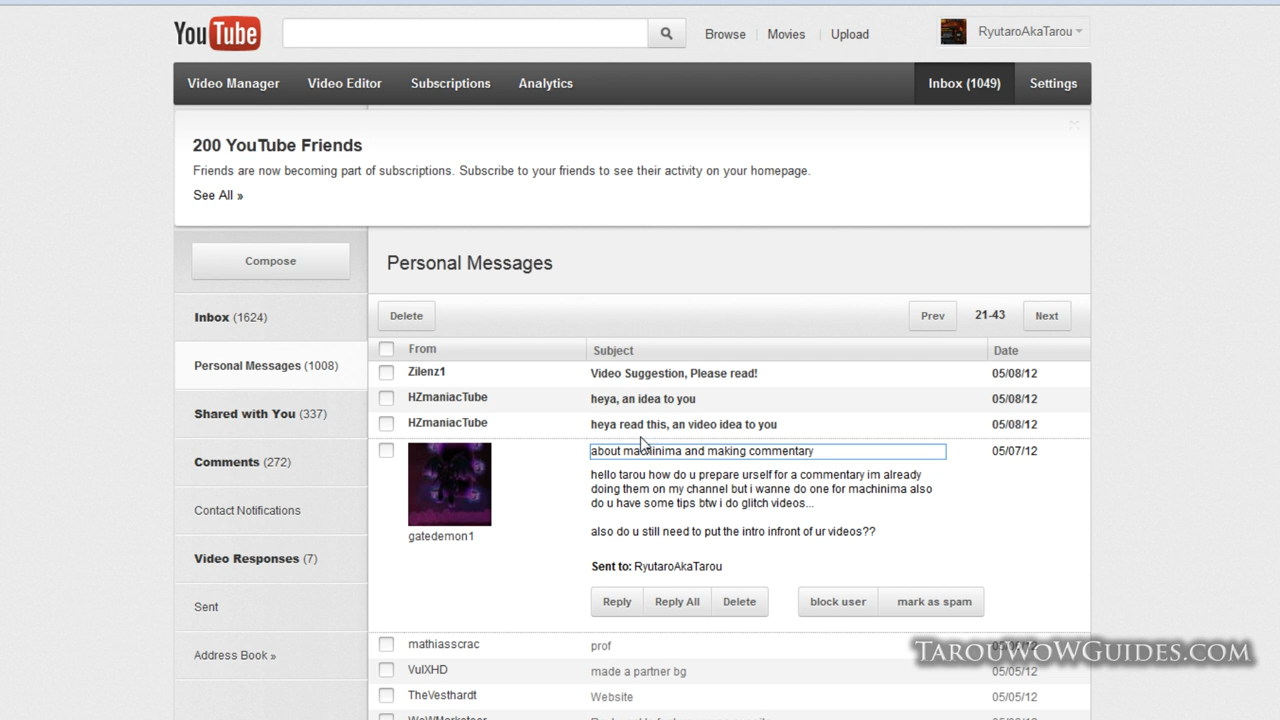 YouTube
Browse
Movies
Upload
RyutaroAkaTarou
Video Manager
Video Editor
Subscriptions
Analytics
Inbox (1049)
Settings
200 YouTube Friends
Friends are now becoming part of subscriptions. Subscribe to your friends to see their activity on your homepage.
See All »
Compose
Inbox (1624)
Personal Messages (1008)
Shared with You (337)
Comments (272)
Contact Notifications
Video Responses (7)
Sent
Address Book »
Personal Messages
Delete
Prev
21-43
Next
From Subject Date
Zilenz1 Video Suggestion, Please read! 05/08/12
HZmaniacTube heya, an idea to you 05/08/12
HZmaniacTube heya read this, an video idea to you 05/08/12
about machinima and making commentary 05/07/12
hello tarou how do u prepare urself for a commentary im already
doing them on my channel but i wanne do one for machinima also
do u have some tips btw i do glitch videos...
also do u still need to put the intro infront of ur videos??
gatedemon1
Sent to: RyutaroAkaTarou
Reply
Reply All
Delete
block user
mark as spam
mathiasscrac prof
VulXHD made a partner bg 05/05/12
TheVesthardt Website 05/05/12
TarouWoWGuides.com